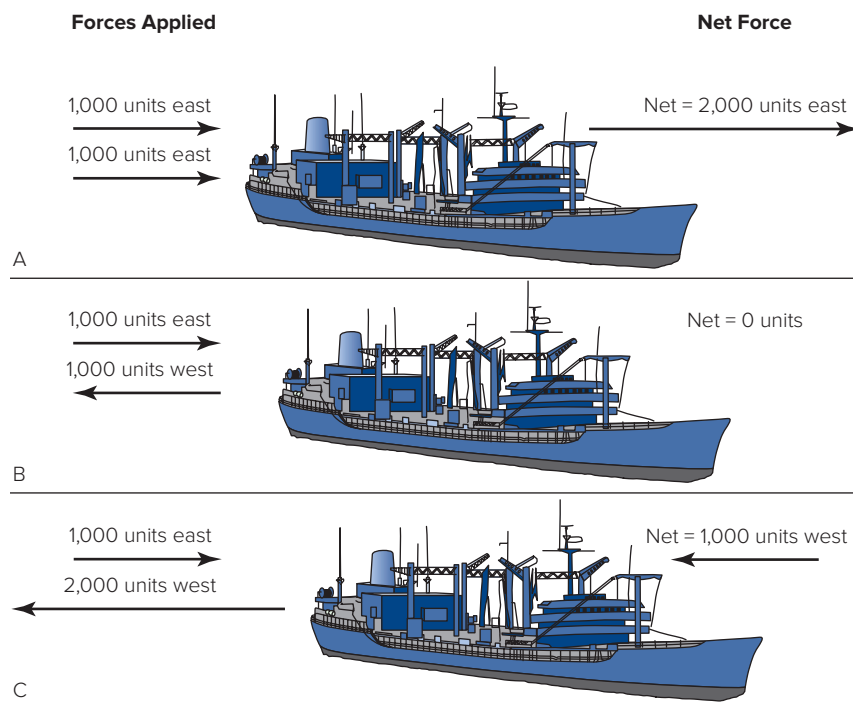 Forces Applied
Net Force
1,000 units east
1,000 units east
Net = 2,000 units east
A
1,000 units east
1,000 units west
Net = 0 units
B
1,000 units east
2,000 units west
Net = 1,000 units west
C